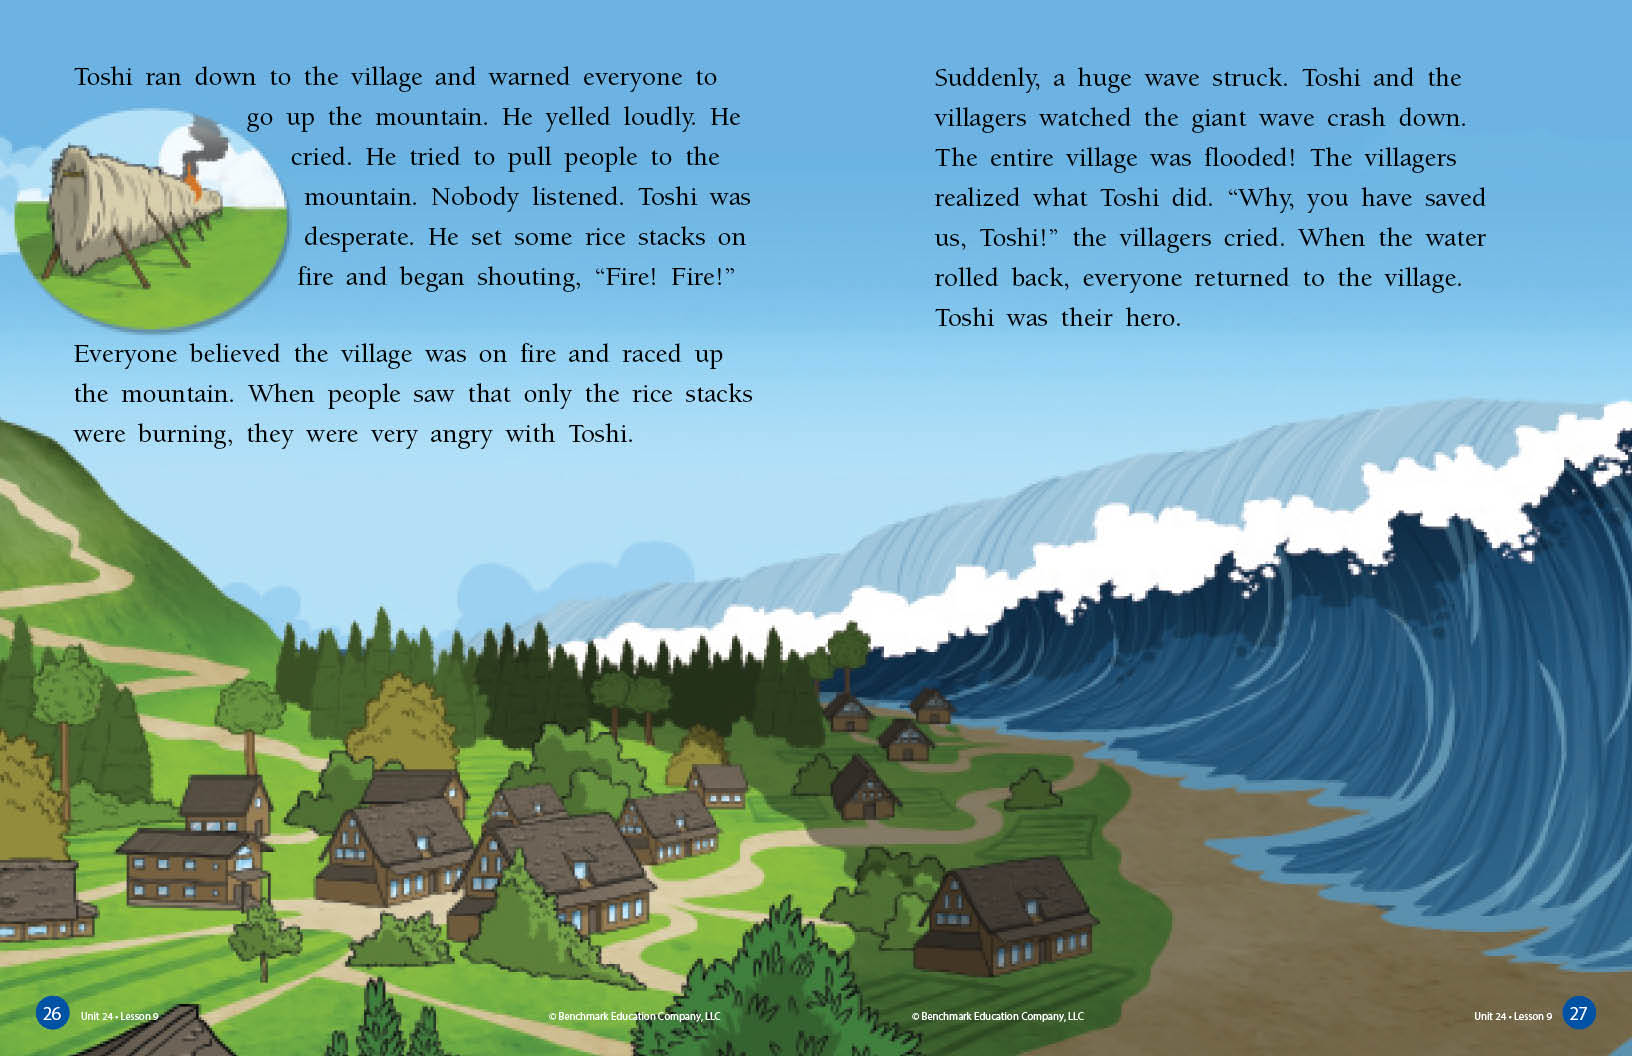 Toshi ran down to the village and warned everyone to
go up the mountain. He yelled loudly. He
cried. He tried to pull people to the
mountain. Nobody listened. Toshi was
desperate. He set some rice stacks on
fire and began shouting, “Fire! Fire!”
Everyone believed the village was on fire and raced up
the mountain. When people saw that only the rice stacks
were burning, they were very angry with Toshi.
26
Unit 24 • Lesson 9
© Benchmark Education Company, LLC
Suddenly, a huge wave struck. Toshi and the
villagers watched the giant wave crash down.
The entire village was flooded! The villagers
realized what Toshi did. “Why, you have saved
us, Toshi!” the villagers cried. When the water
rolled back, everyone returned to the village.
Toshi was their hero.
© Benchmark Education Company, LLC
Unit 24 • Lesson 9
27